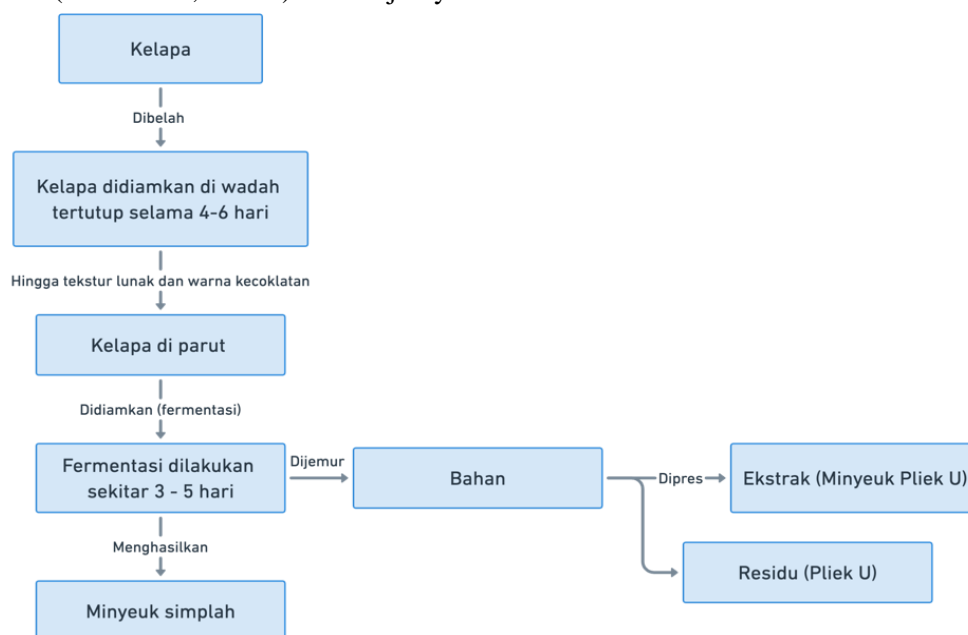 Kelapa
Dibelah
Kelapa didiamkan di wadah
tertutup selama 4-6 hari
Hingga tekstur lunak dan warna kecoklatan
Kelapa di parut
Didiamkan (fermentasi)
Fermentasi dilakukan
sekitar 3 - 5 hari
Dijemur
Bahan
Dipres
Ekstrak (Minyeuk Pliek U)
Residu (Pliek U)
Menghasilkan
Minyeuk simplah